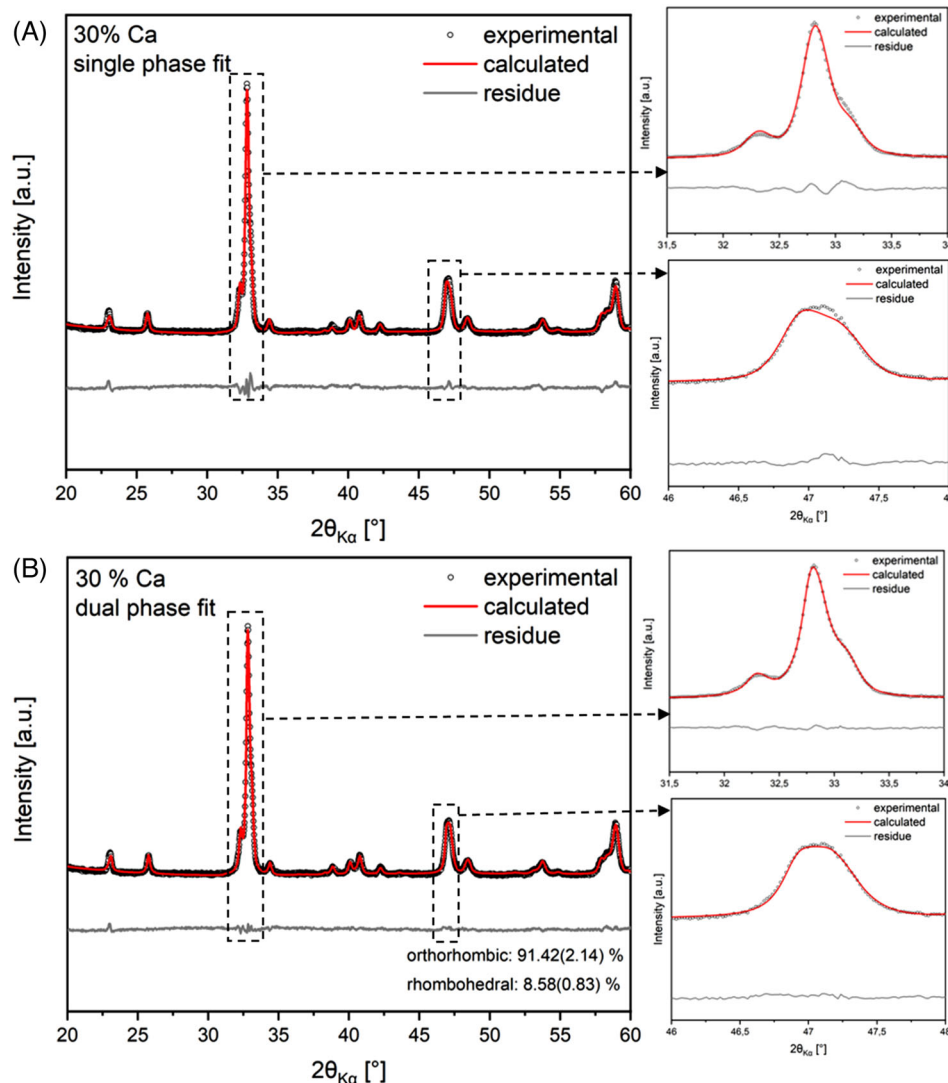 (A)
30% Ca
single phase fit
experimental
calculated
residue
Intensity [a.u.]
20 25 30 35 40 45 50 55 60
2θKα [°]
experimental
calculated
residue
Intensity [a.u.]
31,5 32 32,5 33 33,5 34
experimental
calculated
residue
Intensity [a.u.]
46 46,5 47 47,5
2θKα [°]
(B)
30 % Ca
dual phase fit
experimental
calculated
residue
Intensity [a.u.]
orthorhombic: 91.42(2.14) %
rhombohedral: 8.58(0.83) %
20 25 30 35 40 45 50 55 60
2θKα [°]
experimental
calculated
residue
Intensity [a.u.]
31,5 32 32,5 33 33,5 34
experimental
calculated
residue
Intensity [a.u.]
46 46,5 47 47,5 48
2θKα [°]